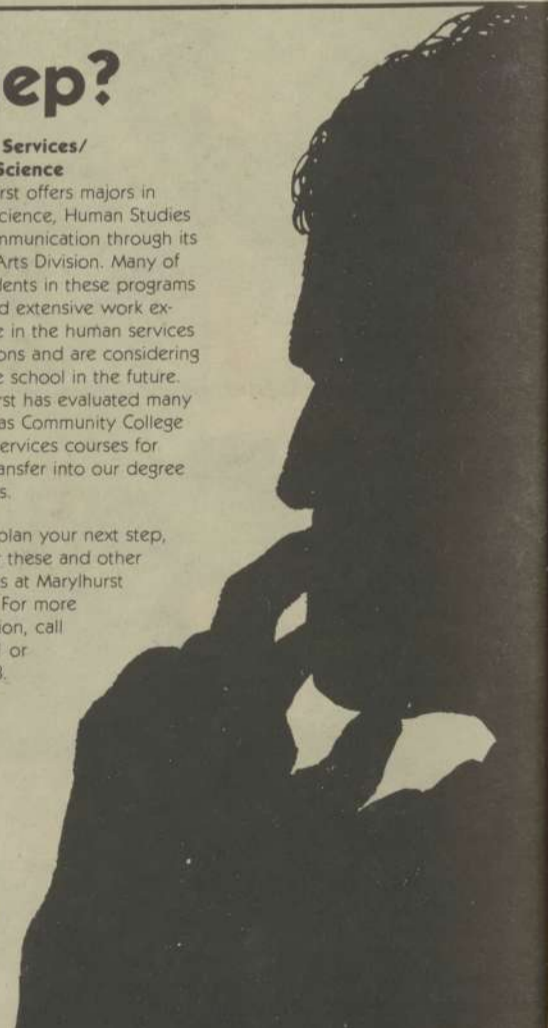 ep?
Services/
Science
rst offers majors in
cience, Human Studies
mmunication through its
Arts Division. Many of
dents in these programs
d extensive work ex-
e in the human services
ons and are considering
e school in the future.
rst has evaluated many
as Community College
ervices courses for
ansfer into our degree
s.
plan your next step,
r these and other
s at Marylhurst
For more
ion, call
or